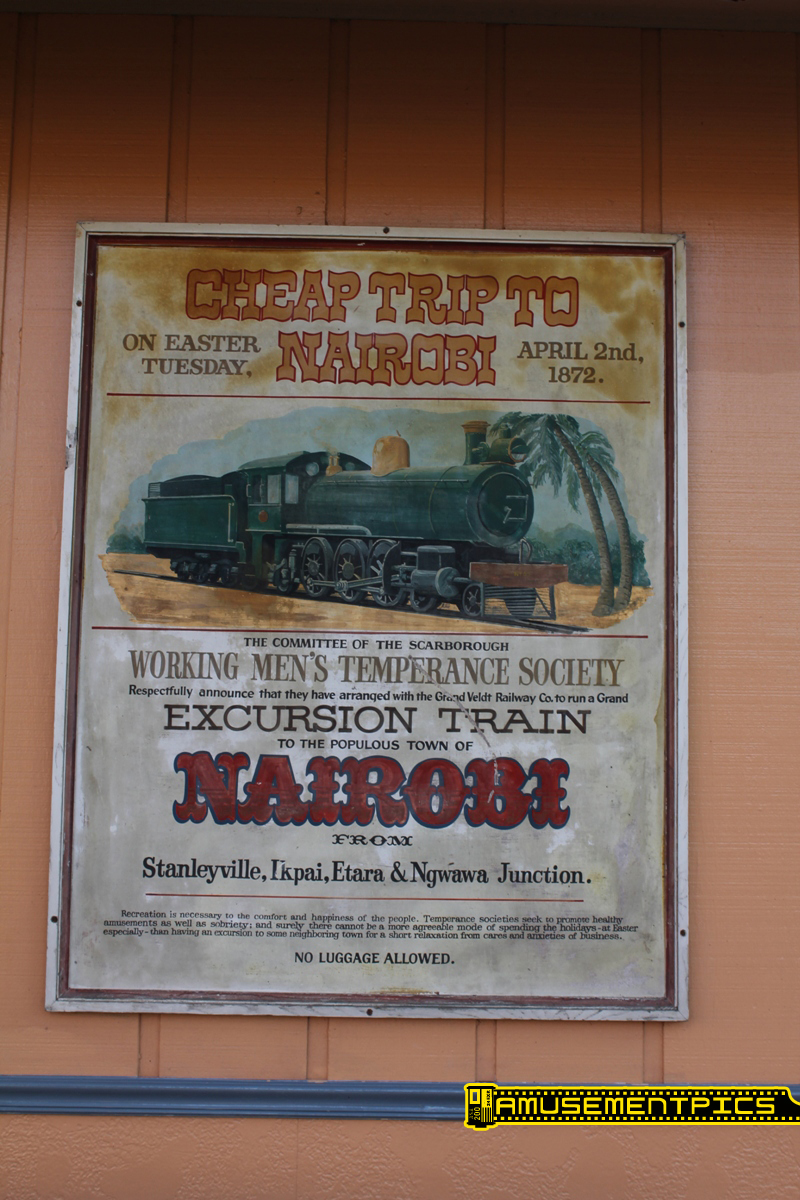 CHEAP TRIP TO
ON EASTER TUESDAY,
NAIROBI
APRIL 2nd, 1872.
THE COMMITTEE OF THE SCARBOROUGH
WORKING MEN'S TEMPERANCE SOCIETY
Respectfully announce that they have arranged with the Grand Veldt Railway Co. to run a Grand
EXCURSION TRAIN
TO THE POPULOUS TOWN OF
NAIROBI
FROM
Stanleyville, Ikpai, Etara & Ngwawa Junction.
Recreation is necessary to the comfort and happiness of the people. Temperance societies seek to promote healthy
amusements as well as sobriety; and surely there cannot be a more agreeable mode of spending the holidays-at Easter
especially-than having an excursion to some neighboring town for a short relaxation from cares and anxieties of business.
NO LUGGAGE ALLOWED.
AMUSEMENTPICS